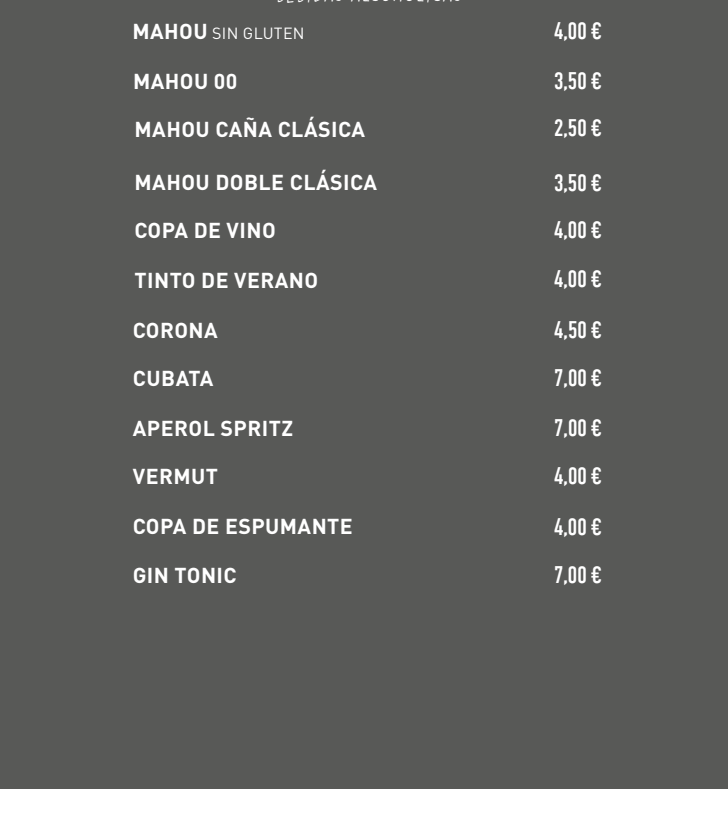 MAHOU SIN GLUTEN 4,00 €
MAHOU 00 3,50 €
MAHOU CAÑA CLÁSICA 2,50 €
MAHOU DOBLE CLÁSICA 3,50 €
COPA DE VINO 4,00 €
TINTO DE VERANO 4,00 €
CORONA 4,50 €
CUBATA 7,00 €
APEROL SPRITZ 7,00 €
VERMUT 4,00 €
COPA DE ESPUMANTE 4,00 €
GIN TONIC 7,00 €